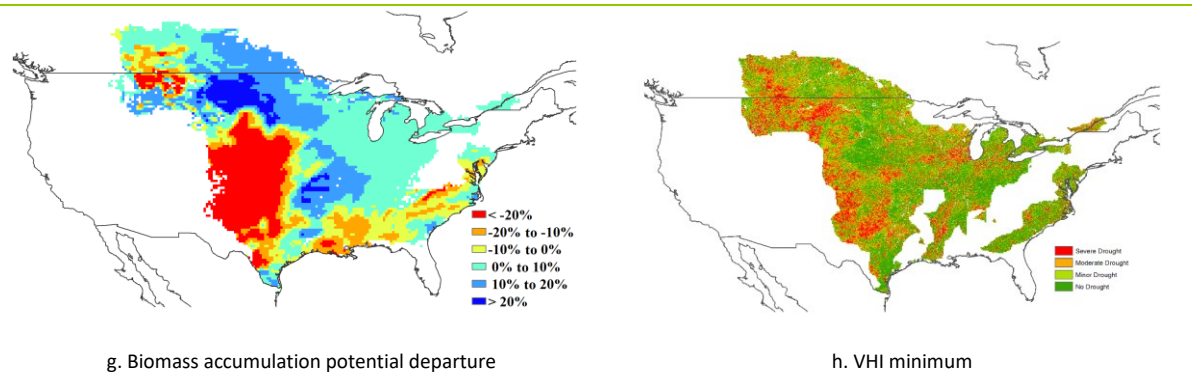 < -20%
-20% to -10%
-10% to 0%
0% to 10%
10% to 20%
> 20%
Severe Drought
Moderate Drought
Minor Drought
No Drought
g. Biomass accumulation potential departure
h. VHI minimum